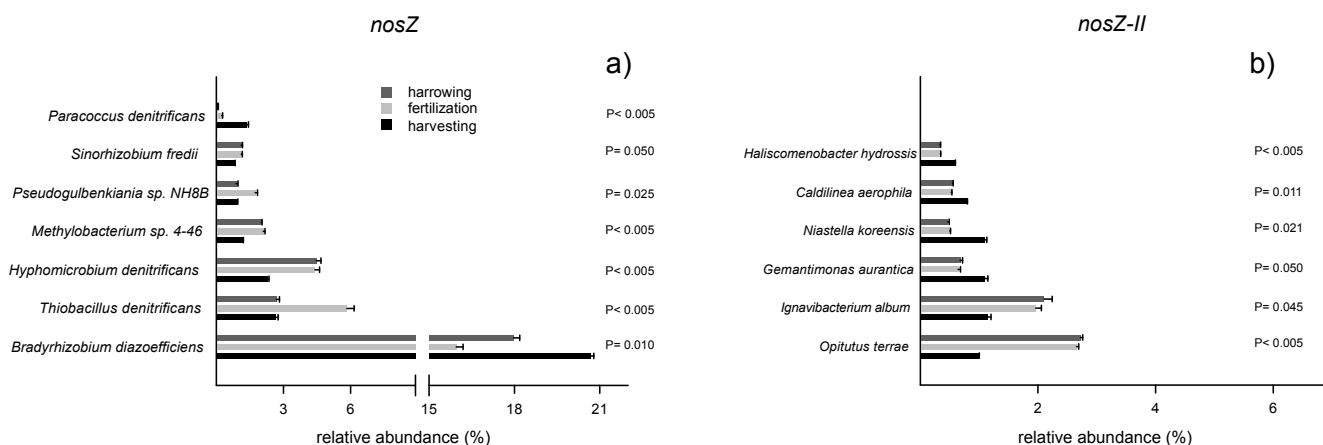 nosZ
a)
harrowing
fertilization
harvesting
Paracoccus denitrificans P< 0.005
Sinorhizobium fredii P= 0.050
Pseudogulbenkiania sp. NH8B P= 0.025
Methylobacterium sp. 4-46 P< 0.005
Hyphomicrobium denitrificans P< 0.005
Thiobacillus denitrificans P< 0.005
Bradyrhizobium diazoefficiens P= 0.010
3 6 15 18 21
relative abundance (%)
nosZ-II
b)
Haliscomenobacter hydrossis P< 0.005
Caldilinea aerophila P= 0.011
Niastella koreensis P= 0.021
Gemantimonas aurantica P= 0.050
Ignavibacterium album P= 0.045
Opitutus terrae P< 0.005
2 4 6
relative abundance (%)